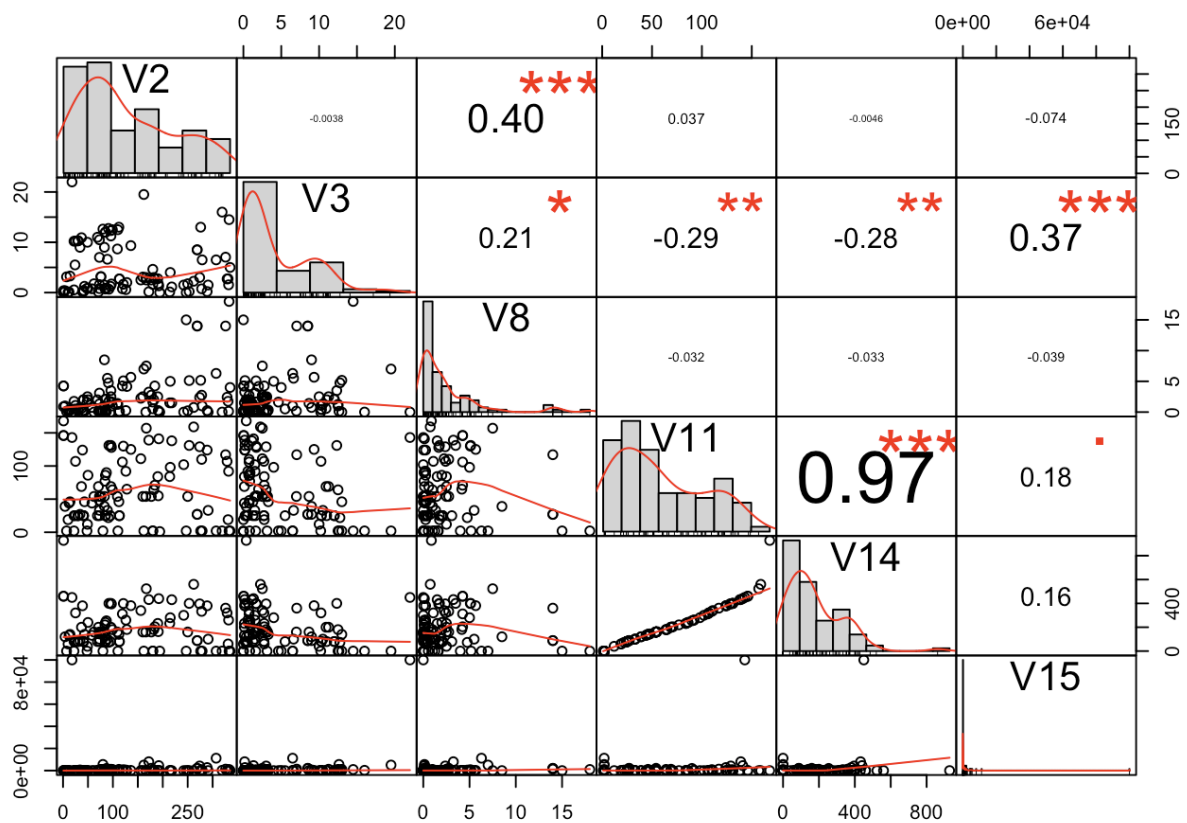 0 5 10 20 0 50 100 0e+00 6e+04
V2 -0.0038 *** 0.40 0.037 -0.0046 -0.074 0 150
0 10 20 V3 * 0.21 ** -0.29 ** -0.28 *** 0.37
V8 -0.032 -0.033 -0.039 0 5 15
0 100 V11 *** 0.97 . 0.18
V14 0.16 0 400
0e+00 8e+04 V15
0 100 250 0 5 10 15 0 400 800